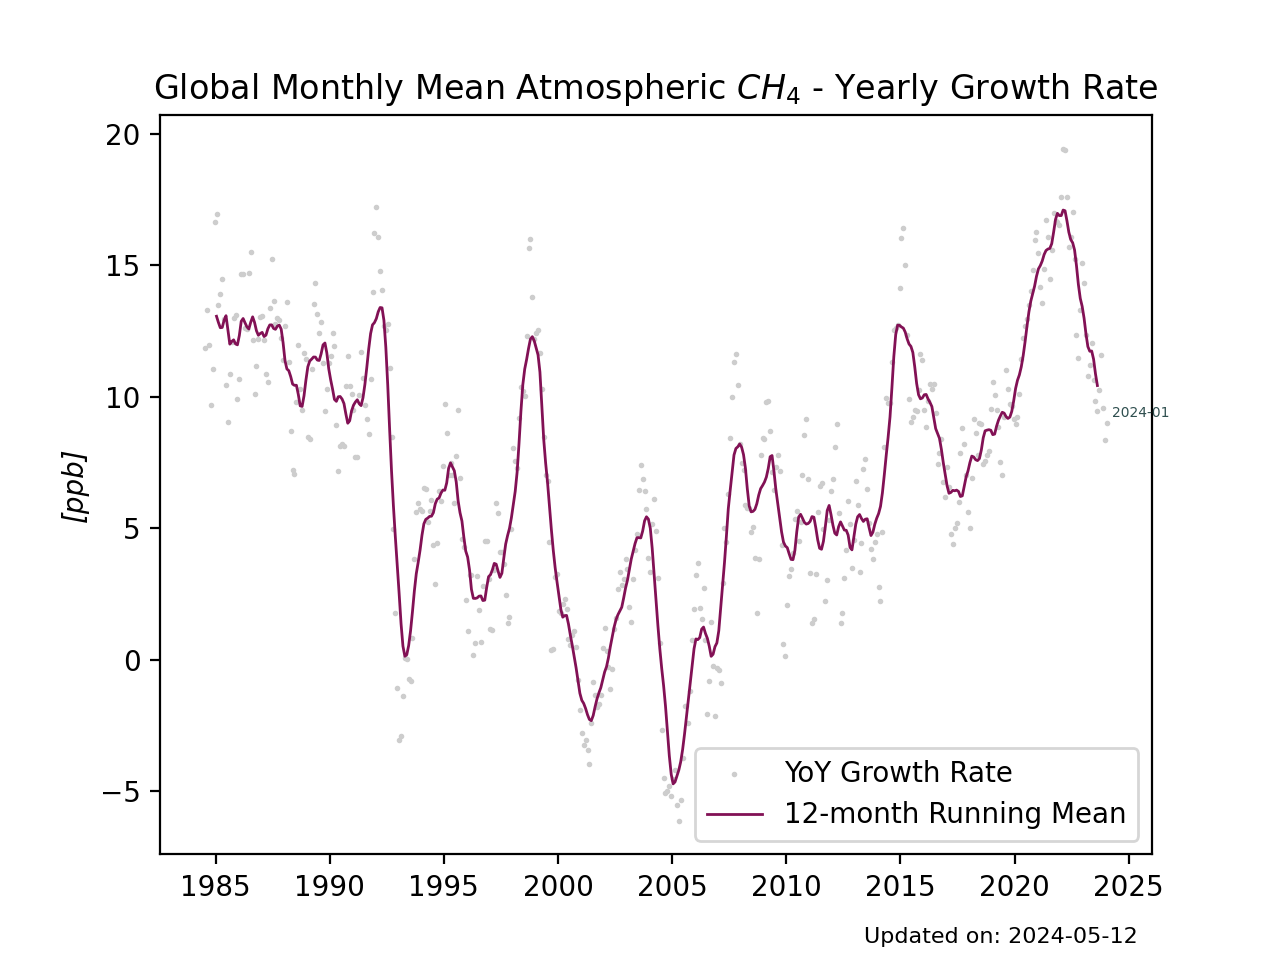 Global Monthly Mean Atmospheric CH₄ - Yearly Growth Rate
20
15
10
5
0
−5
[ppb]
2024-01
YoY Growth Rate
12-month Running Mean
1985 1990 1995 2000 2005 2010 2015 2020 2025
Updated on: 2024-05-12